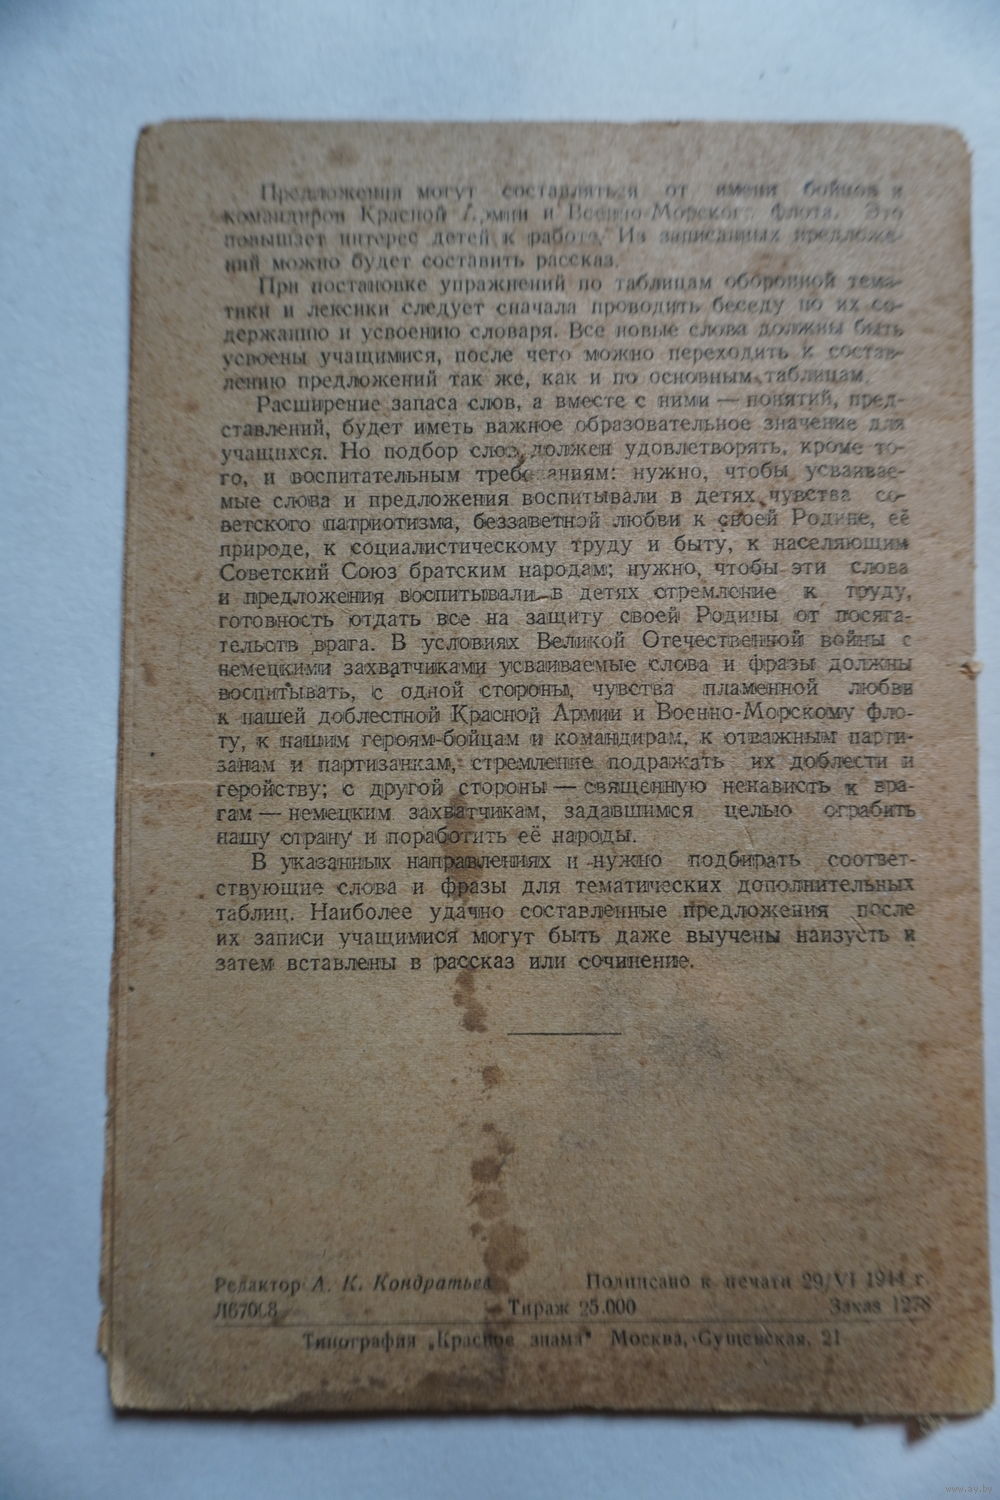 Предложения могут составляться от имени бойцов и
командиров Красной Армии и Военно-Морского флота. Это
повышает интерес детей к работе. Из записанных предложе-
ний можно будет составить рассказ.
При постановке упражнений по таблицам оборонной тема-
тики и лексики следует сначала проводить беседу по их со-
держанию и усвоению словаря. Все новые слова должны быть
усвоены учащимися, после чего можно переходить к состав-
лению предложений так же, как и по основным таблицам.
Расширение запаса слов, а вместе с ними — понятий, пред-
ставлений, будет иметь важное образовательное значение для
учащихся. Но подбор слов должен удовлетворять, кроме то-
го, и воспитательным требованиям: нужно, чтобы усваивае-
мые слова и предложения воспитывали в детях чувства со-
ветского патриотизма, беззаветной любви к своей Родине, её
природе, к социалистическому труду и быту, к населяющим
Советский Союз братским народам; нужно, чтобы эти слова
и предложения воспитывали в детях стремление к труду,
готовность отдать все на защиту своей Родины от посяга-
тельств врага. В условиях Великой Отечественной войны с
немецкими захватчиками усваиваемые слова и фразы должны
воспитывать, с одной стороны, чувства пламенной любви
к нашей доблестной Красной Армии и Военно-Морскому фло-
ту, к нашим героям-бойцам и командирам, к отважным парти-
занам и партизанкам, стремление подражать их доблести и
геройству; с другой стороны — священную ненависть к вра-
гам — немецким захватчикам, задавшимся целью ограбить
нашу страну и поработить её народы.
В указанных направлениях и нужно подбирать соответ-
ствующие слова и фразы для тематических дополнительных
таблиц. Наиболее удачно составленные предложения после
их записи учащимися могут быть даже выучены наизусть и
затем вставлены в рассказ или сочинение.
Редактор А. К. Кондратьев Подписано к печати 29/VI 1944 г.
Тираж 25.000 Заказ 1278
Типография „Красное знамя" Москва, Сущевская, 21
www.ay.by